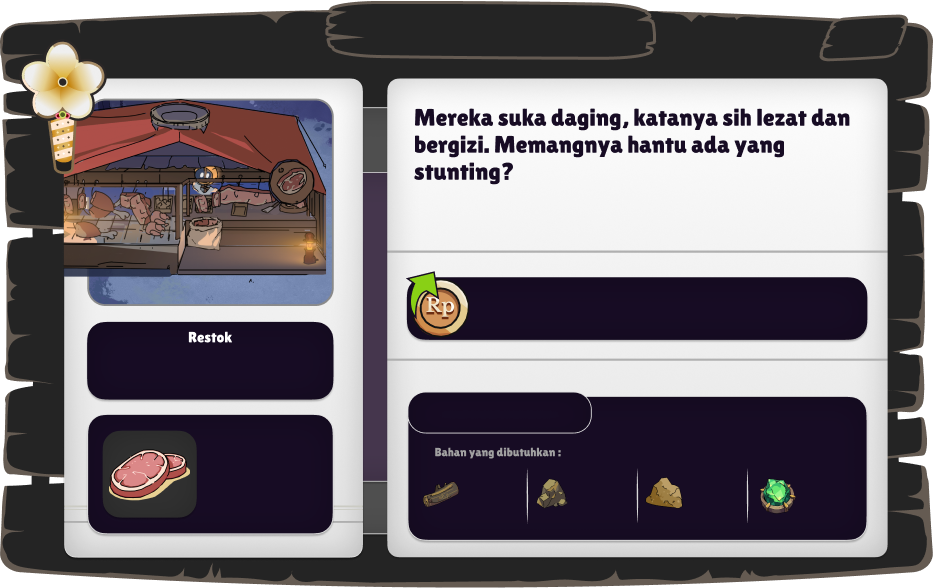 Mereka suka daging, katanya sih lezat dan
bergizi. Memangnya hantu ada yang
stunting?
Rp
Restok
Bahan yang dibutuhkan :